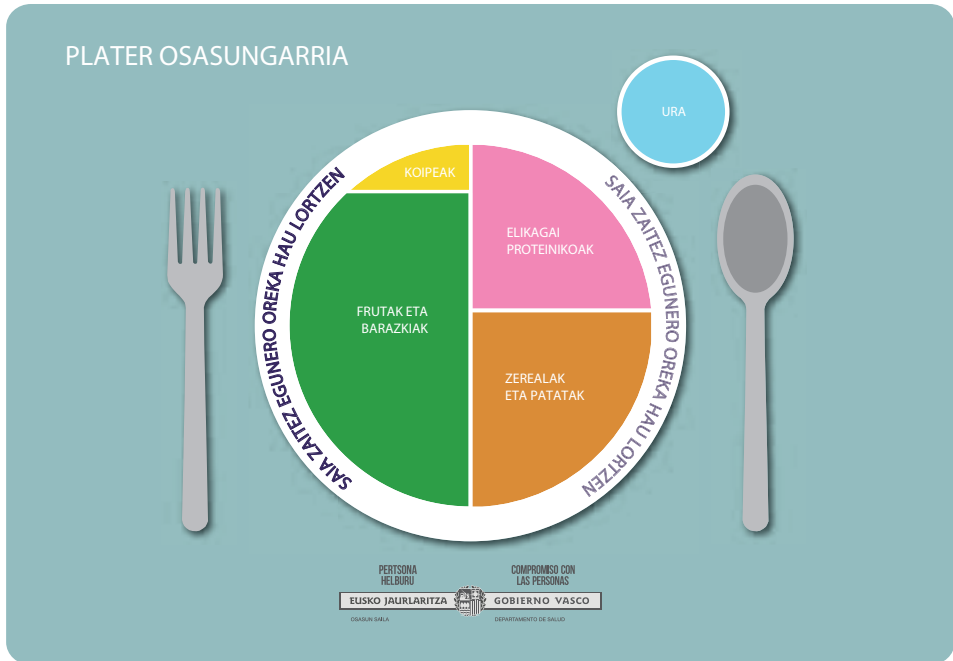 PLATER OSASUNGARRIA
URA
KOIPEAK
ELIKAGAI
PROTEINIKOAK
FRUTAK ETA
BARAZKIAK
ZEREALAK
ETA PATATAK
SAIA ZAITEZ EGUNERO OREKA HAU LORTZEN
SAIA ZAITEZ EGUNERO OREKA HAU LORTZEN
PERTSONA
HELBURU
COMPROMISO CON
LAS PERSONAS
EUSKO JAURLARITZA
GOBIERNO VASCO
OSASUN SAILA
DEPARTAMENTO DE SALUD